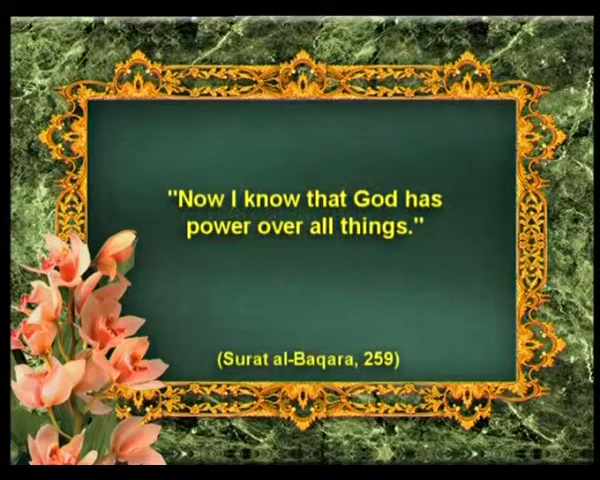 "Now I know that God has
power over all things."
(Surat al-Baqara, 259)